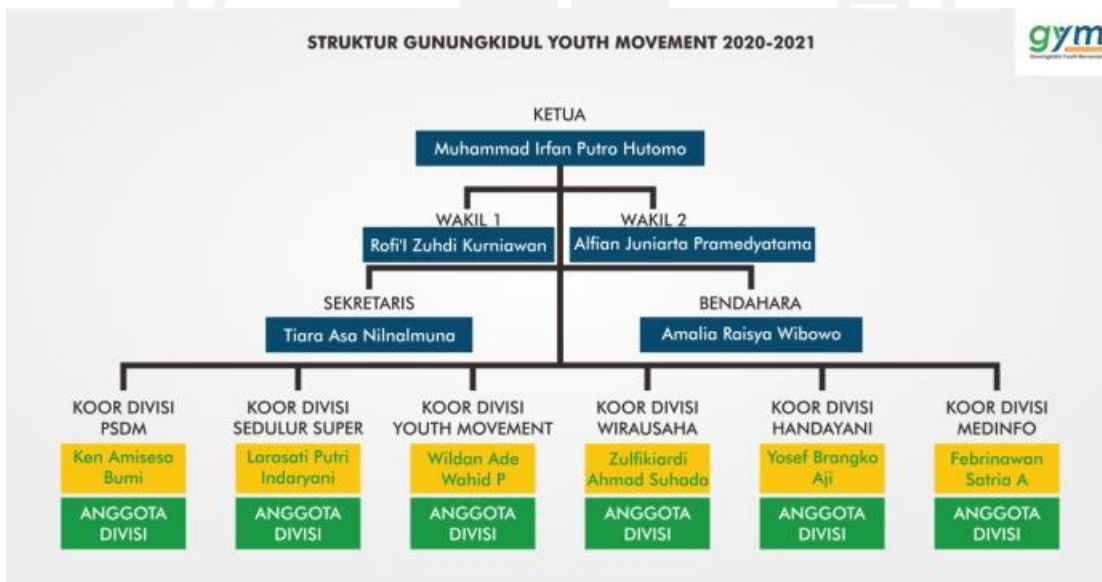 STRUKTUR GUNUNGKIDUL YOUTH MOVEMENT 2020-2021
gym
Gunungkidul Youth Movement
KETUA
Muhammad Irfan Putro Hutomo
WAKIL 1
WAKIL 2
Rofi'I Zuhdi Kurniawan
Alfian Juniarta Pramedyatama
SEKRETARIS
BENDAHARA
Tiara Asa Nilnalmuna
Amalia Raisya Wibowo
KOOR DIVISI
PSDM
Ken Amisesa
Bumi
ANGGOTA
DIVISI
KOOR DIVISI
SEDULUR SUPER
Larasati Putri
Indaryani
ANGGOTA
DIVISI
KOOR DIVISI
YOUTH MOVEMENT
Wildan Ade
Wahid P
ANGGOTA
DIVISI
KOOR DIVISI
WIRAUSAHA
Zulfikiardi
Ahmad Suhada
ANGGOTA
DIVISI
KOOR DIVISI
HANDAYANI
Yosef Brangko
Aji
ANGGOTA
DIVISI
KOOR DIVISI
MEDINFO
Febrinawan
Satria A
ANGGOTA
DIVISI